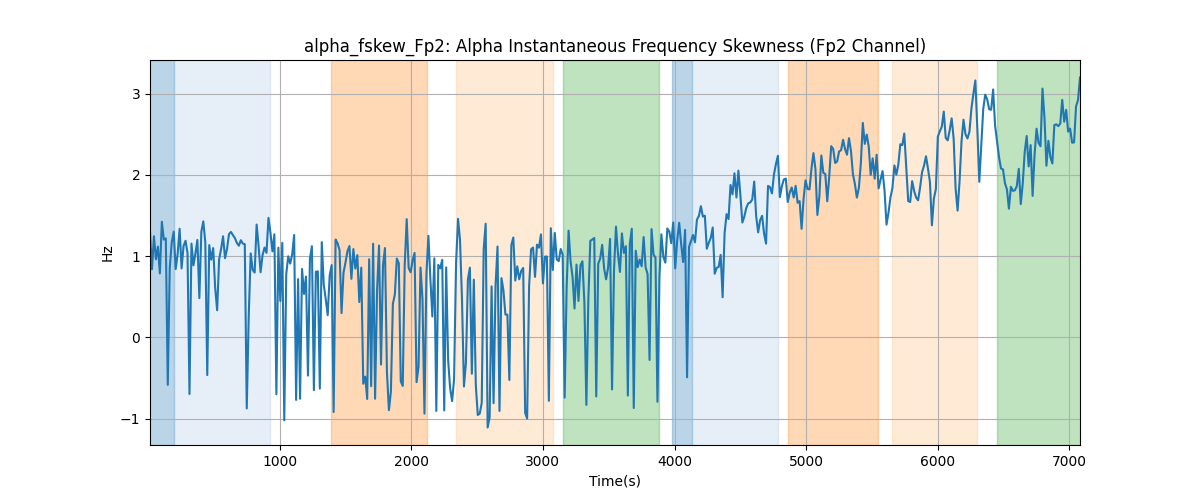 alpha_fskew_Fp2: Alpha Instantaneous Frequency Skewness (Fp2 Channel)
3
2
1
0
−1
Hz
1000 2000 3000 4000 5000 6000 7000
Time(s)